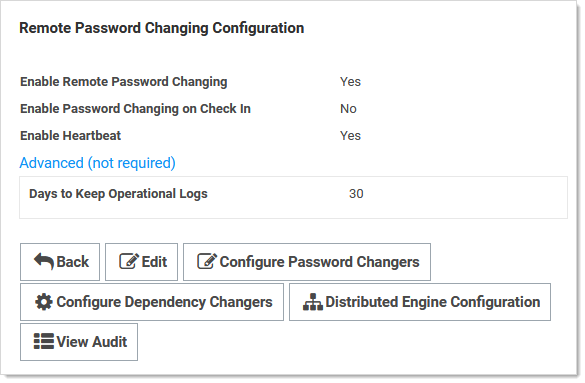 Remote Password Changing Configuration
Enable Remote Password Changing Yes
Enable Password Changing on Check In No
Enable Heartbeat Yes
Advanced (not required)
Days to Keep Operational Logs 30
Back Edit Configure Password Changers
Configure Dependency Changers Distributed Engine Configuration
View Audit